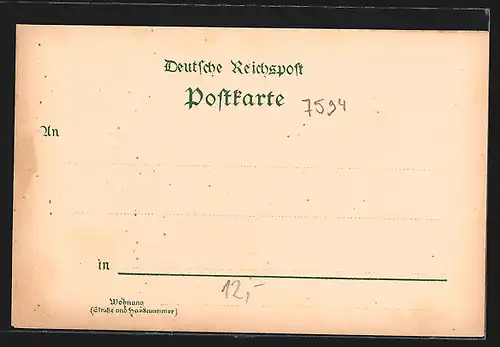 Deutsche Reichspost
Postkarte
7594
An
in
12,-
Wohnung
(Straße und Hausnummer)